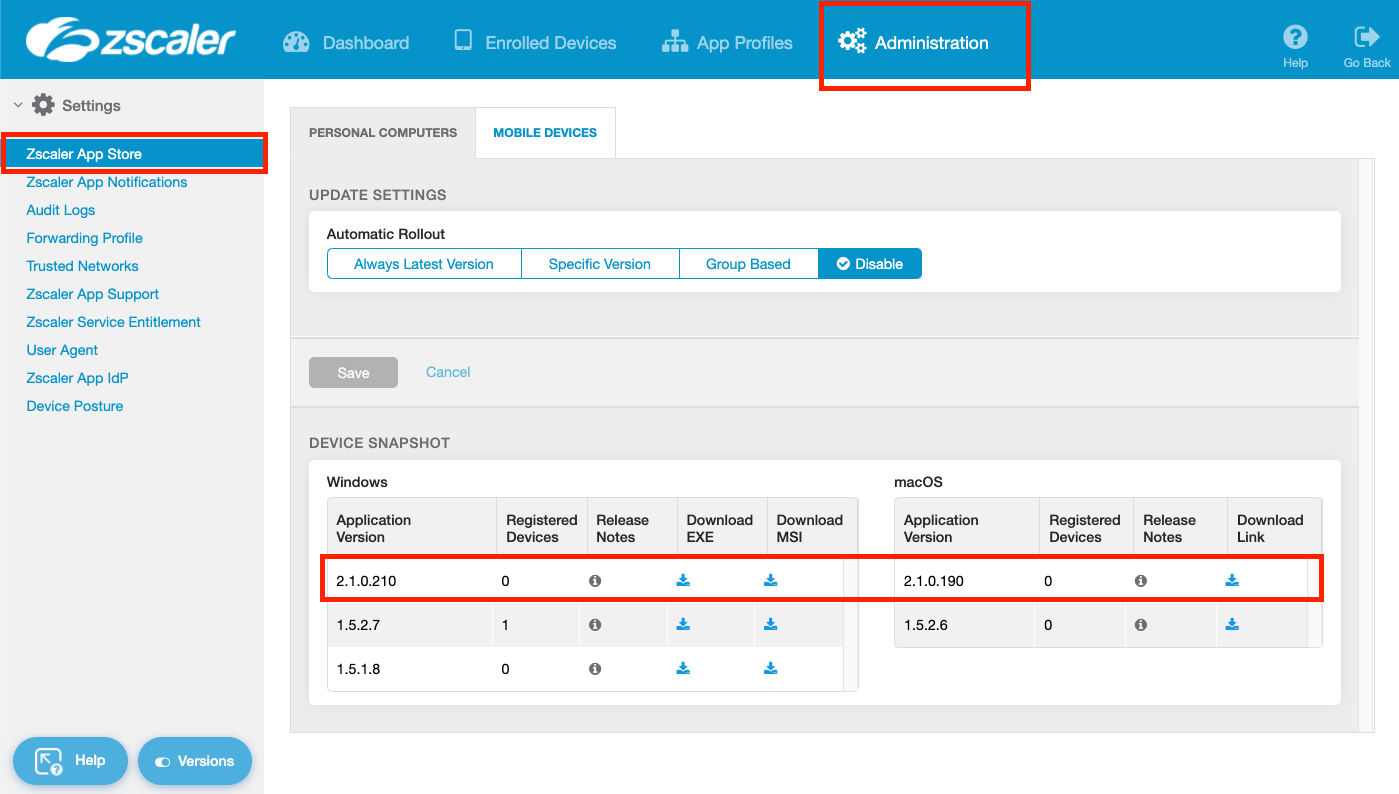 zscaler
Dashboard
Enrolled Devices
App Profiles
Administration
Help
Go Back
Settings
Zscaler App Store
Zscaler App Notifications
Audit Logs
Forwarding Profile
Trusted Networks
Zscaler App Support
Zscaler Service Entitlement
User Agent
Zscaler App IdP
Device Posture
PERSONAL COMPUTERS
MOBILE DEVICES
UPDATE SETTINGS
Automatic Rollout
Always Latest Version
Specific Version
Group Based
Disable
Save
Cancel
DEVICE SNAPSHOT
Windows
Application Version
Registered Devices
Release Notes
Download EXE
Download MSI
2.1.0.210 0
1.5.2.7 1
1.5.1.8 0
macOS
Application Version
Registered Devices
Release Notes
Download Link
2.1.0.190 0
1.5.2.6 0
Help
Versions